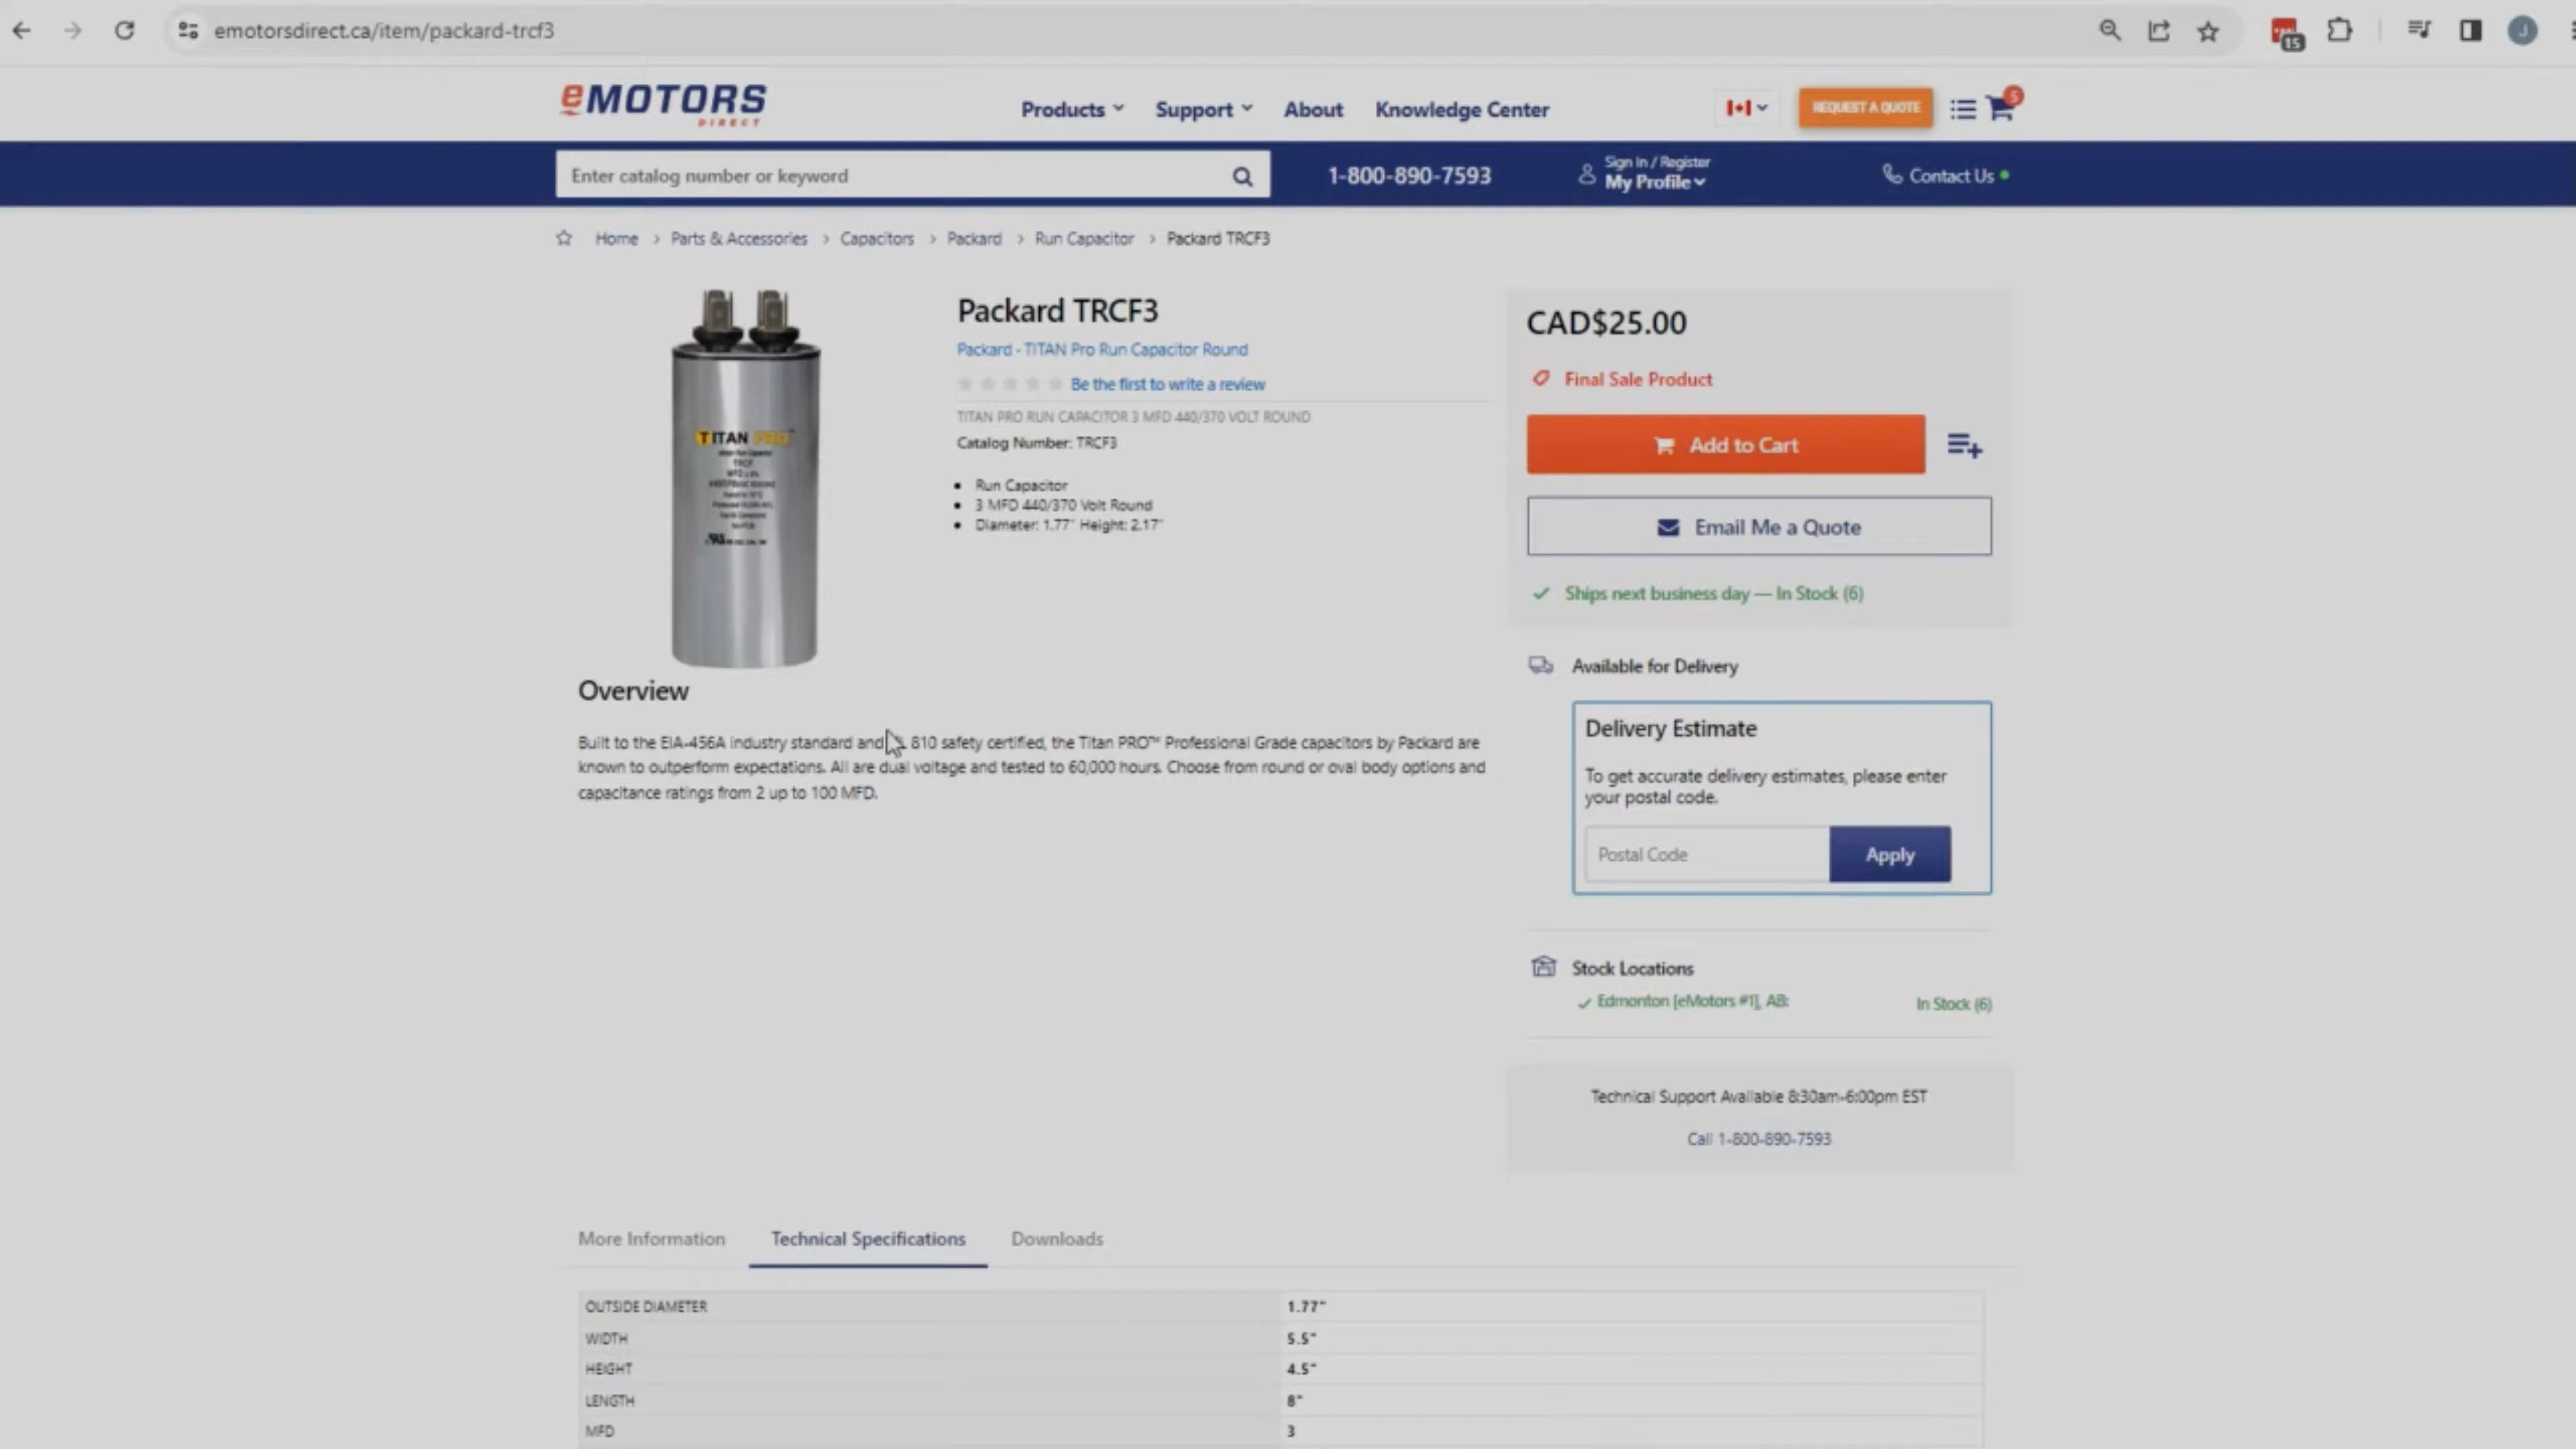 emotorsdirect.ca/item/packard-trcf3
15
J
eMOTORS
DIRECT
Products
Support
About
Knowledge Center
REQUEST A QUOTE
5
Enter catalog number or keyword
1-800-890-7593
Sign In / Register
My Profile
Contact Us
Home > Parts & Accessories > Capacitors > Packard > Run Capacitor > Packard TRCF3
TITAN PRO™
TRCF
Packard TRCF3
Packard - TITAN Pro Run Capacitor Round
Be the first to write a review
TITAN PRO RUN CAPACITOR 3 MFD 440/370 VOLT ROUND
Catalog Number: TRCF3
• Run Capacitor
• 3 MFD 440/370 Volt Round
• Diameter: 1.77" Height: 2.17"
CAD$25.00
Final Sale Product
Add to Cart
Email Me a Quote
Ships next business day — In Stock (6)
Overview
Built to the EIA-456A industry standard and 810 safety certified, the Titan PRO™ Professional Grade capacitors by Packard are
known to outperform expectations. All are dual voltage and tested to 60,000 hours. Choose from round or oval body options and
capacitance ratings from 2 up to 100 MFD.
Available for Delivery
Delivery Estimate
To get accurate delivery estimates, please enter
your postal code.
Postal Code
Apply
Stock Locations
Edmonton [eMotors #1], AB: In Stock (6)
Technical Support Available 8:30am-6:00pm EST
Call 1-800-890-7593
More Information
Technical Specifications
Downloads
OUTSIDE DIAMETER 1.77"
WIDTH 5.5"
HEIGHT 4.5"
LENGTH 8"
MFD 3